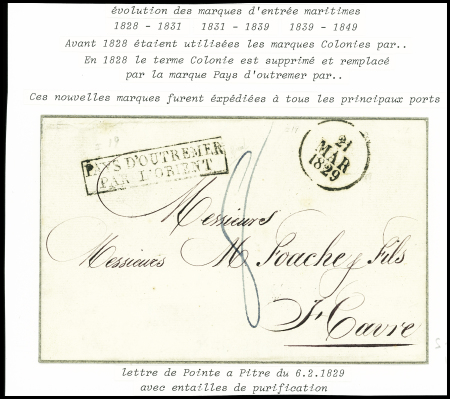 évolution des marques d'entrée maritimes
1828 - 1831 1831 - 1839 1839 - 1849
Avant 1828 étaient utilisées les marques Colonies par..
En 1828 le terme Colonie est supprimé et remplacé
par la marque Pays d'outremer par..
Ces nouvelles marques furent expédiées à tous les principaux ports
PAYS D'OUTREMER
PAR L'ORIENT
21
MAR
1829
8
Messieurs
Messieurs M Foache & Fils
Havre
lettre de Pointe a Pitre du 6.2.1829
avec entailles de purification